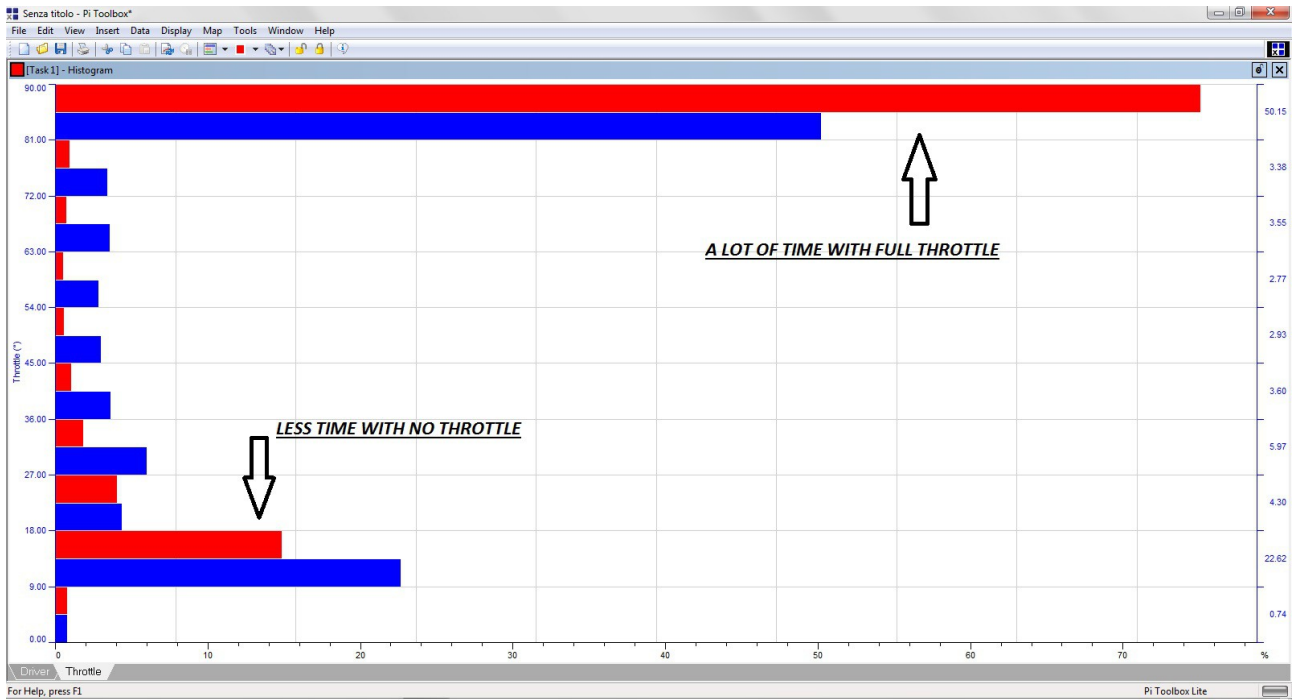 Senza titolo - Pi Toolbox*
File Edit View Insert Data Display Map Tools Window Help
[Task 1] - Histogram
90.00
50.15
81.00
3.38
72.00
3.55
A LOT OF TIME WITH FULL THROTTLE
63.00
2.77
54.00
2.93
Throttle (°)
45.00
3.60
36.00
LESS TIME WITH NO THROTTLE
5.97
27.00
4.30
18.00
22.62
9.00
0.74
0.00
0 10 20 30 40 50 60 70 %
Driver Throttle
For Help, press F1 Pi Toolbox Lite